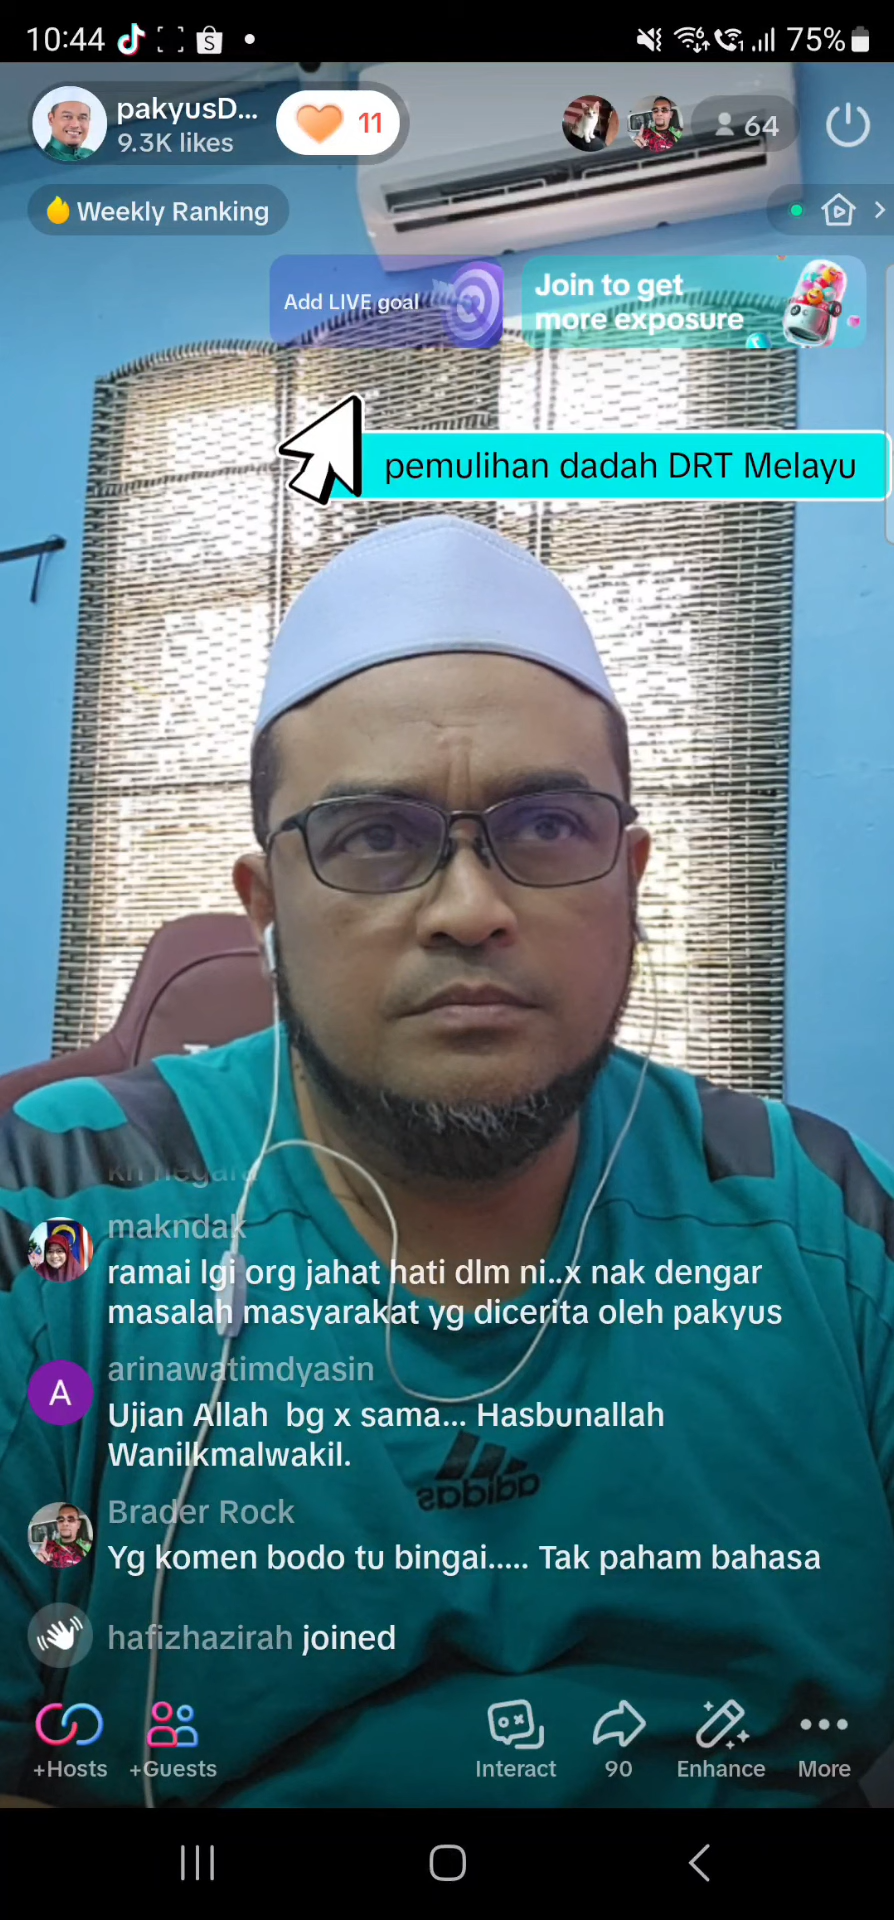 10:44
75%
pakyusD...
9.3K likes
11
64
Weekly Ranking
Add LIVE goal
Join to get
more exposure
pemulihan dadah DRT Melayu
makndak
ramai lgi org jahat hati dlm ni..x nak dengar
masalah masyarakat yg dicerita oleh pakyus
arinawatimdyasin
A
Ujian Allah bg x sama... Hasbunallah
Wanilkmalwakil.
adidas
Brader Rock
Yg komen bodo tu bingai..... Tak paham bahasa
hafizhazirah joined
+Hosts
+Guests
Interact
90
Enhance
More